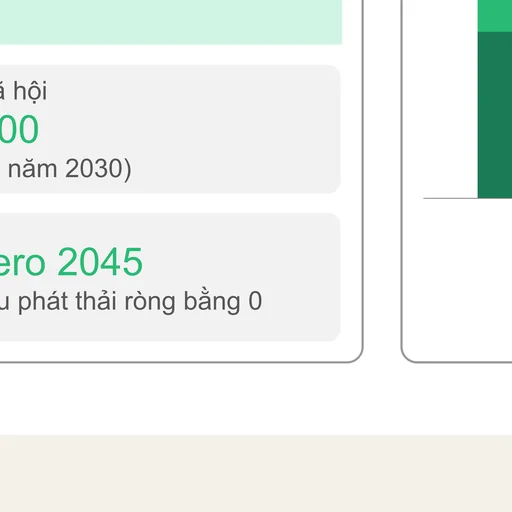 hội
00
năm 2030)
ero 2045
phát thải ròng bằng 0